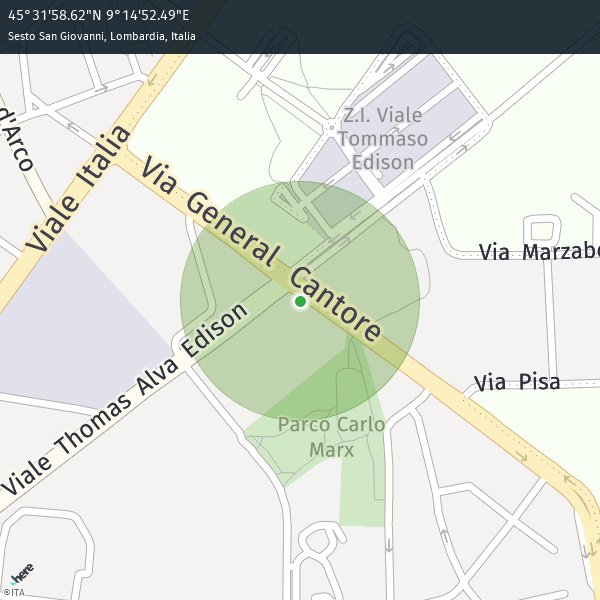 45°31'58.62"N 9°14'52.49"E
Sesto San Giovanni, Lombardia, Italia
Z.I. Viale
Tommaso
Edison
d'Arco
Viale Italia
Via General Cantore
Via Marzabo
Viale Thomas Alva Edison
Via Pisa
Parco Carlo
Marx
here
©ITA